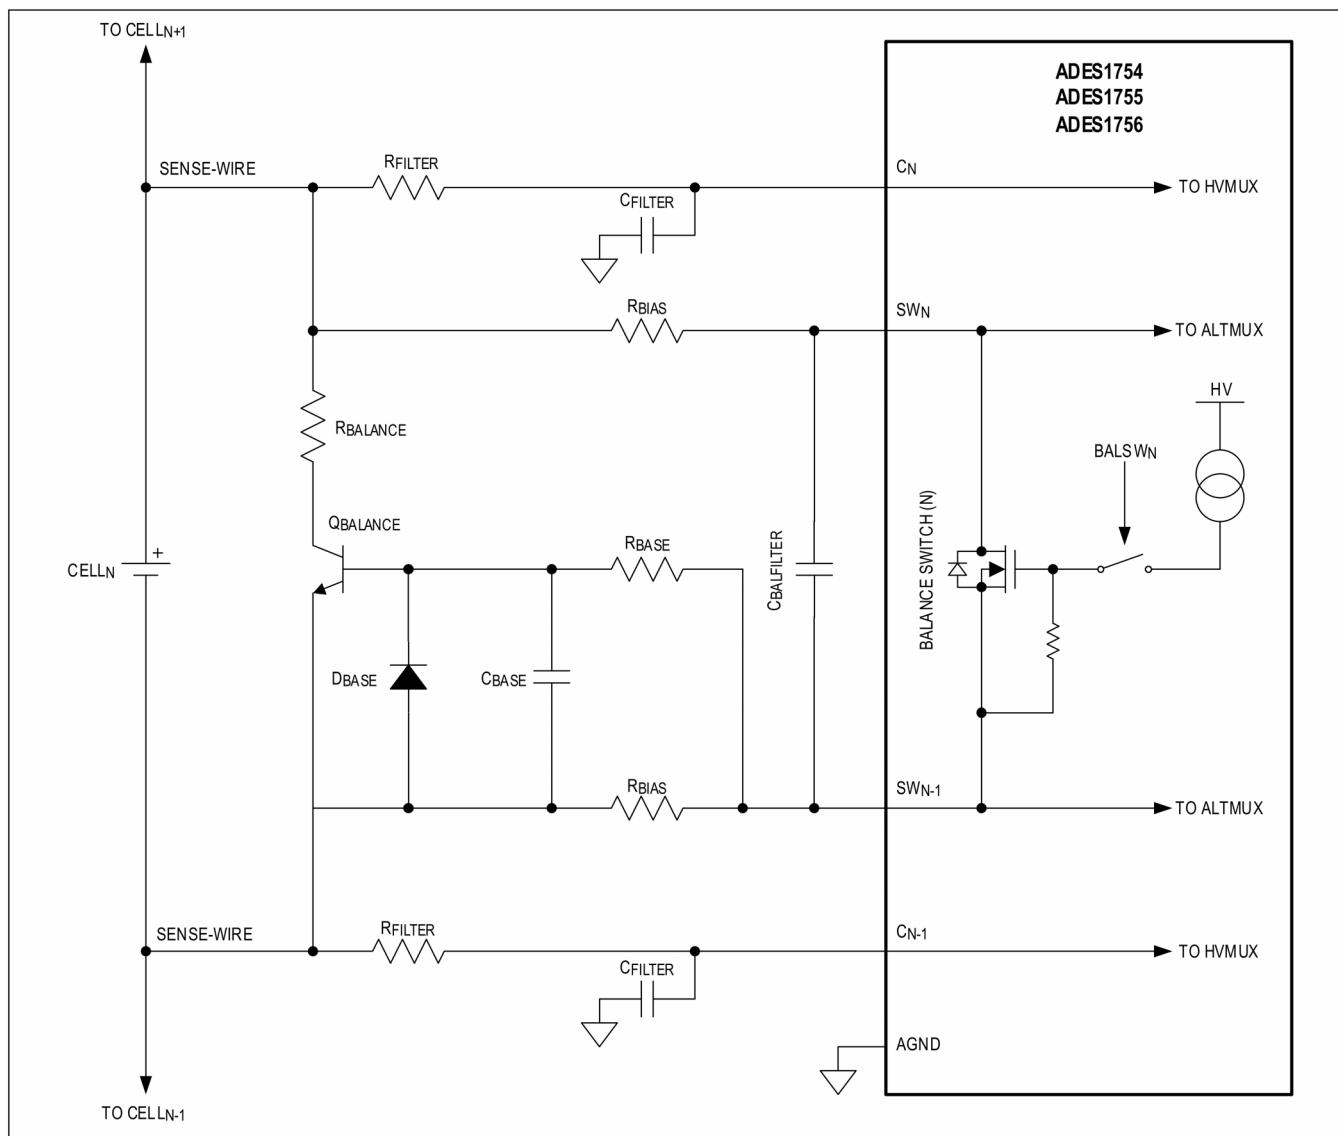 TO CELLN+1
ADES1754
ADES1755
ADES1756
SENSE-WIRE
RFILTER
CN
TO HVMUX
CFILTER
RBIAS
SWN
TO ALTMUX
HV
RBALANCE
BALSWN
QBALANCE
RBASE
CBALFILTER
BALANCE SWITCH (N)
+
CELLN
DBASE
CBASE
RBIAS
SWN-1
TO ALTMUX
SENSE-WIRE
RFILTER
CN-1
TO HVMUX
CFILTER
AGND
TO CELLN-1